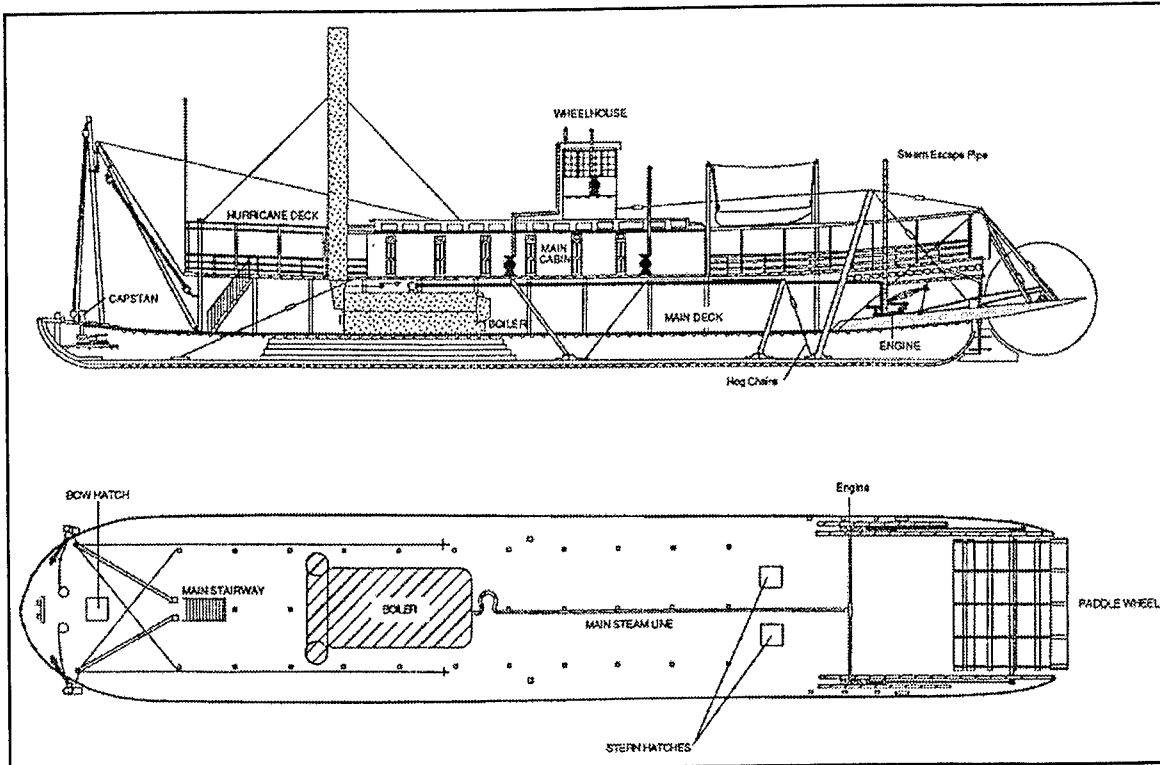 WHEELHOUSE
Steam Escape Pipe
HURRICANE DECK
MAIN
CABIN
CAPSTAN
BOILER
MAIN DECK
ENGINE
Hog Chains
BOW HATCH
Engine
MAIN STAIRWAY
BOILER
MAIN STEAM LINE
PADDLE WHEEL
STERN HATCHES